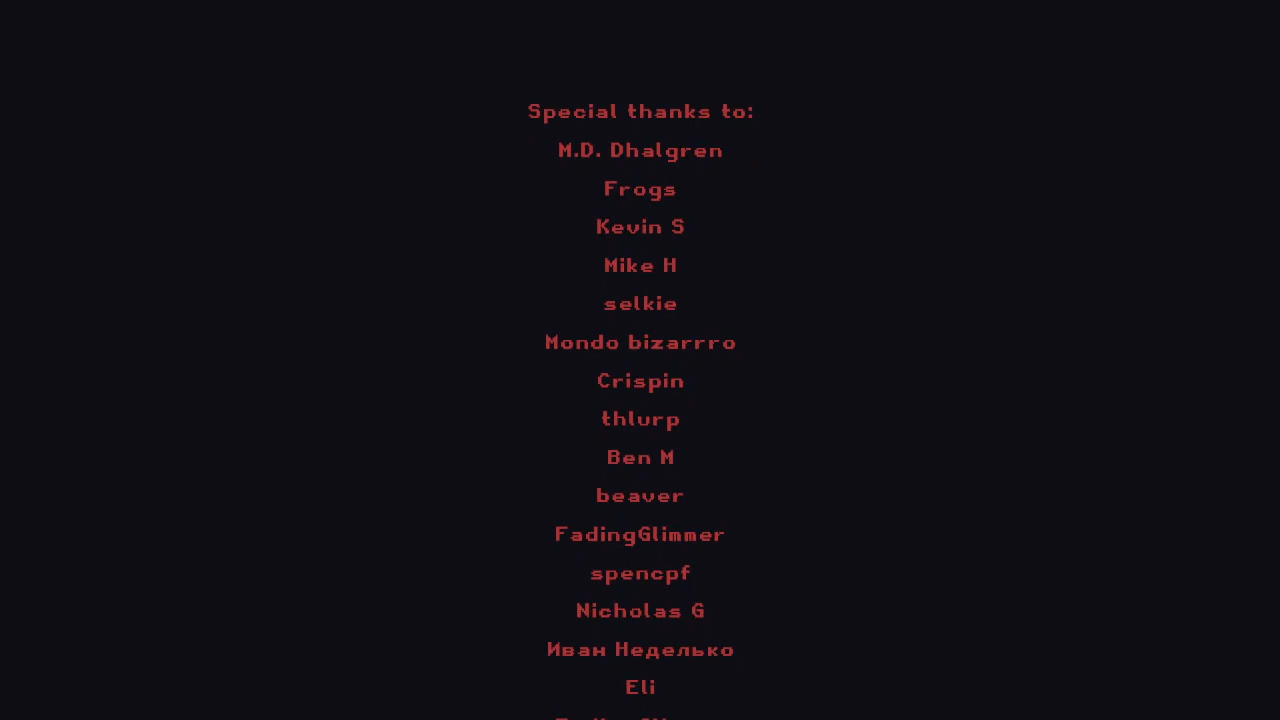 Special thanks to:
M.D. Dhalgren
Frogs
Kevin S
Mike H
selkie
Mondo bizarrro
Crispin
thlurp
Ben M
beaver
FadingGlimmer
spencpf
Nicholas G
Иван Неделько
Eli